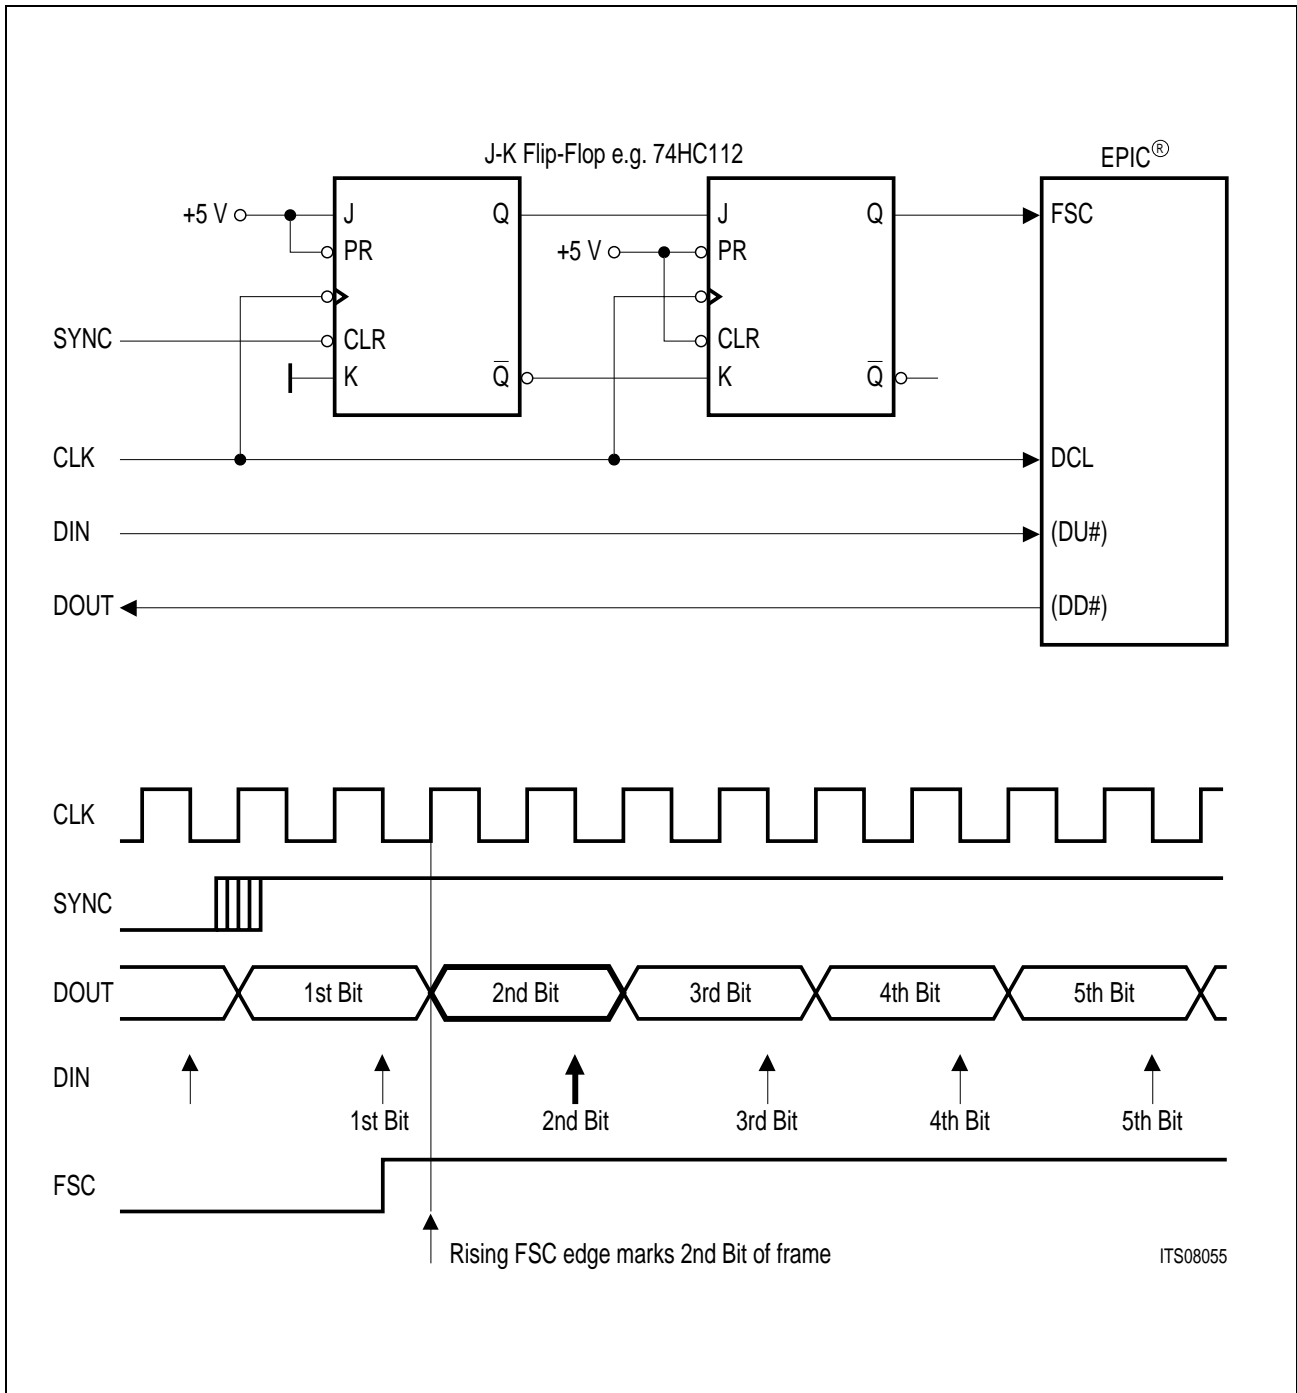 J-K Flip-Flop e.g. 74HC112
EPIC®
+5 V
J
Q
PR
CLR
K
Q̅
+5 V
J
Q
PR
CLR
K
Q̅
FSC
DCL
(DU#)
(DD#)
SYNC
CLK
DIN
DOUT
CLK
SYNC
DOUT
1st Bit
2nd Bit
3rd Bit
4th Bit
5th Bit
DIN
1st Bit
2nd Bit
3rd Bit
4th Bit
5th Bit
FSC
Rising FSC edge marks 2nd Bit of frame
ITS08055